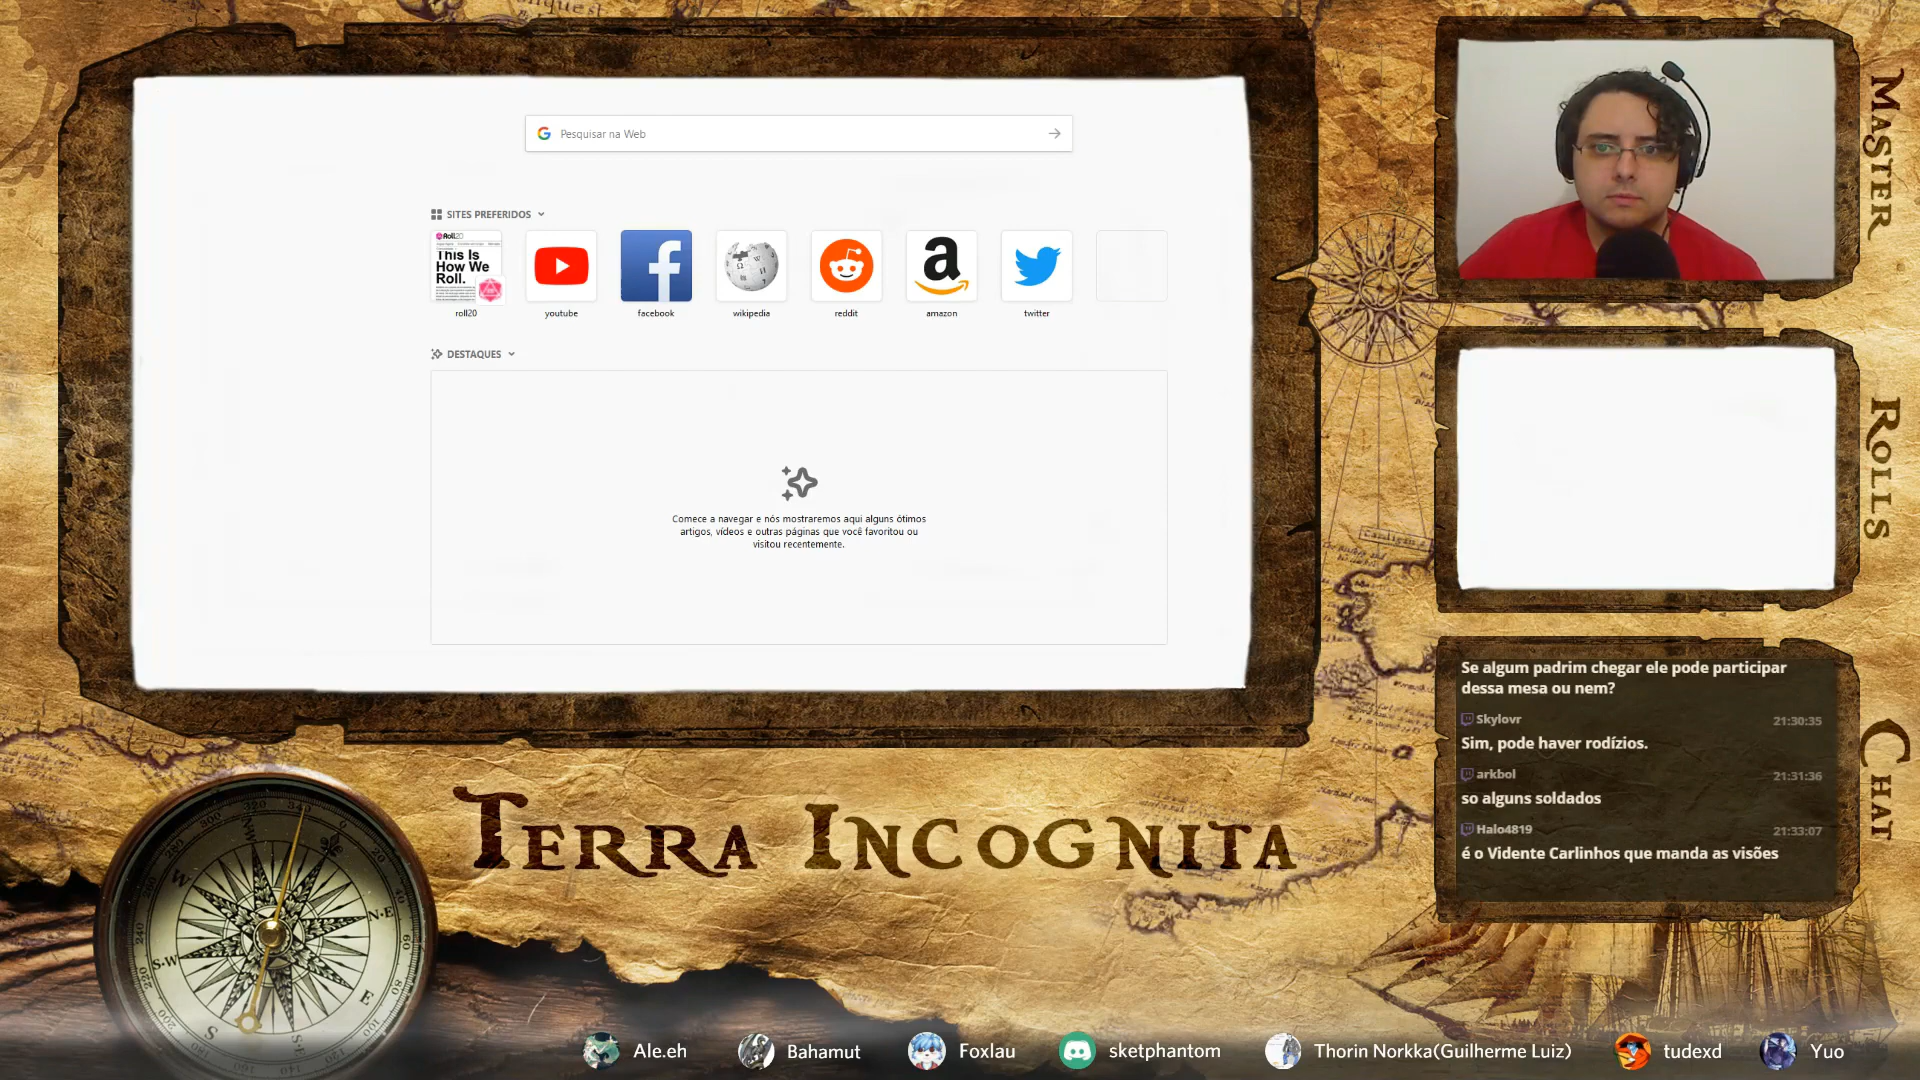 Pesquisar na Web
SITES PREFERIDOS
Roll20
This Is
How We
Roll.
roll20
youtube
facebook
wikipedia
reddit
amazon
twitter
DESTAQUES
Comece a navegar e nós mostraremos aqui alguns ótimos
artigos, vídeos e outras páginas que você favoritou ou
visitou recentemente.
MASTER
ROLLS
Se algum padrim chegar ele pode participar
dessa mesa ou nem?
Skylovr 21:30:35
Sim, pode haver rodízios.
arkbol 21:31:36
so alguns soldados
Halo4819 21:33:07
é o Vidente Carlinhos que manda as visões
CHAT
TERRA INCOGNITA
Ale.eh
Bahamut
Foxlau
sketphantom
Thorin Norkka(Guilherme Luiz)
tudexd
Yuo